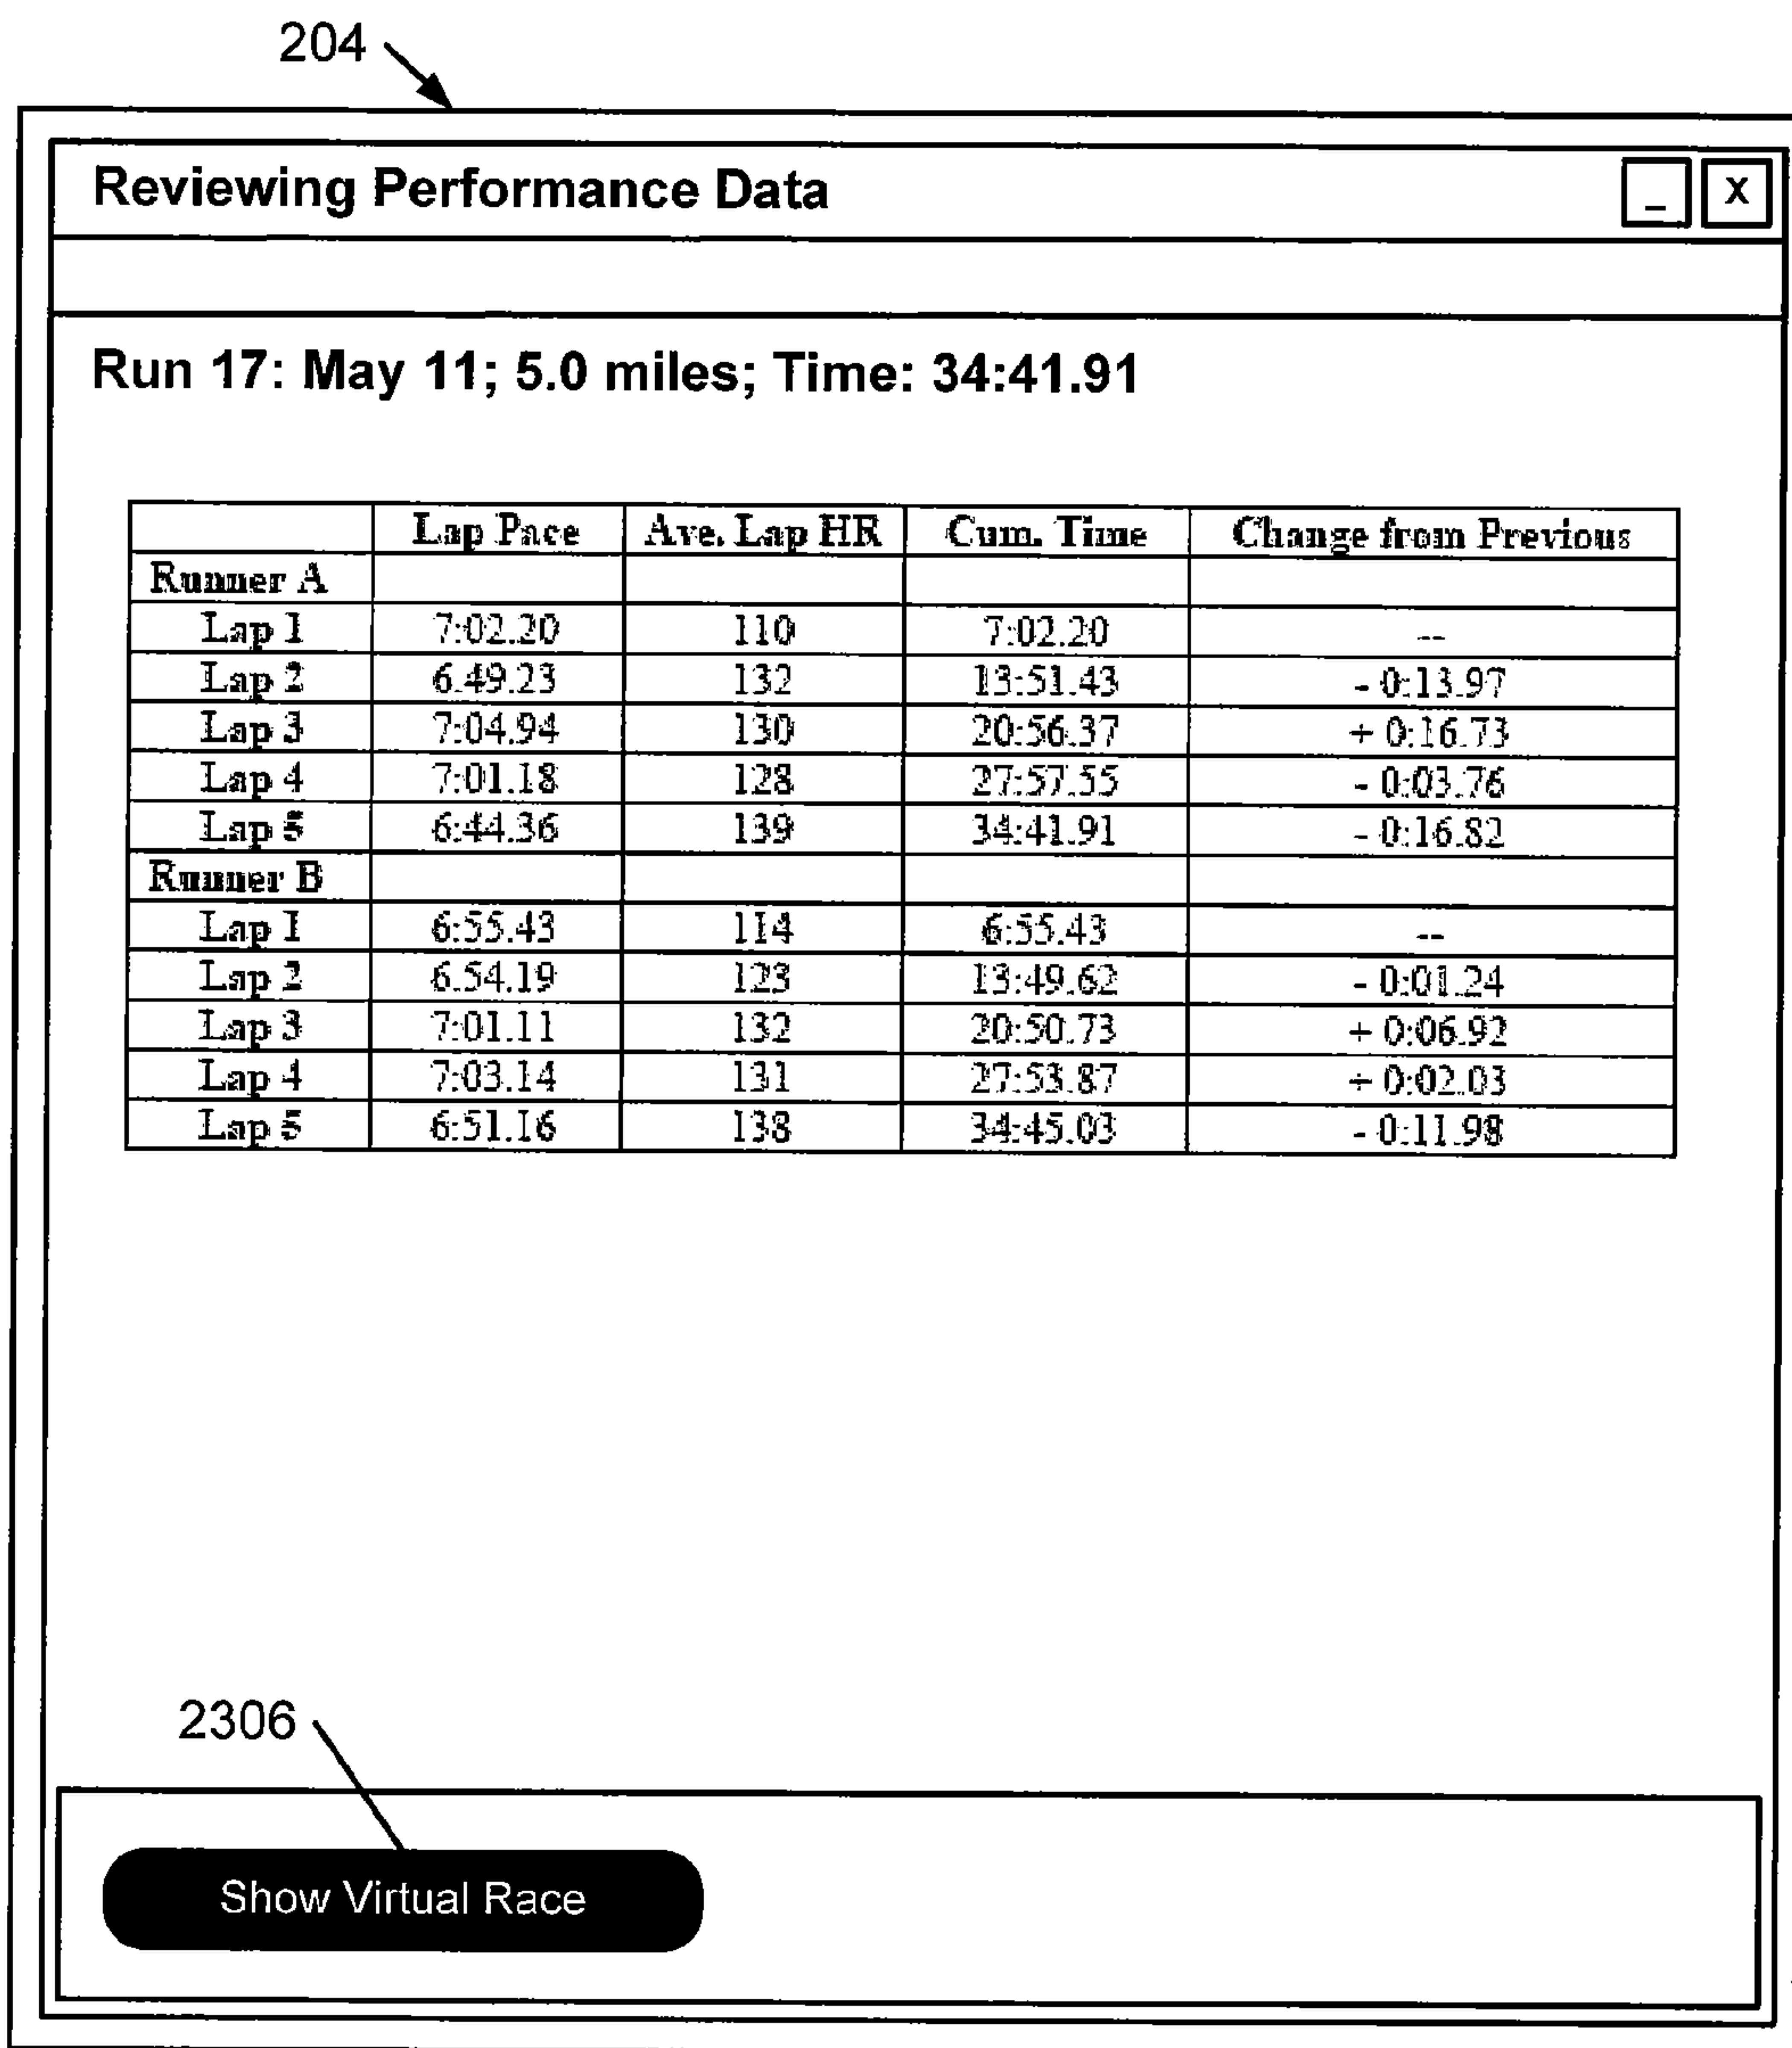 204
Reviewing Performance Data _ X
Run 17: May 11; 5.0 miles; Time: 34:41.91
Lap Pace Ave. Lap HR Cum. Time Change from Previous
Runner A
Lap 1 7:02.20 110 7:02.20 --
Lap 2 6.49.23 132 13:51.43 - 0:13.97
Lap 3 7:04.94 130 20:56.37 + 0:16.73
Lap 4 7:01.18 128 27:57.55 - 0:03.76
Lap 5 6:44.36 139 34:41.91 - 0:16.82
Runner B
Lap 1 6:55.43 114 6:55.43 --
Lap 2 6.54.19 123 13:49.62 - 0:01.24
Lap 3 7:01.11 132 20:50.73 + 0:06.92
Lap 4 7:03.14 131 27:53.87 + 0:02.03
Lap 5 6:51.16 138 34:45.03 - 0:11.98
2306
Show Virtual Race